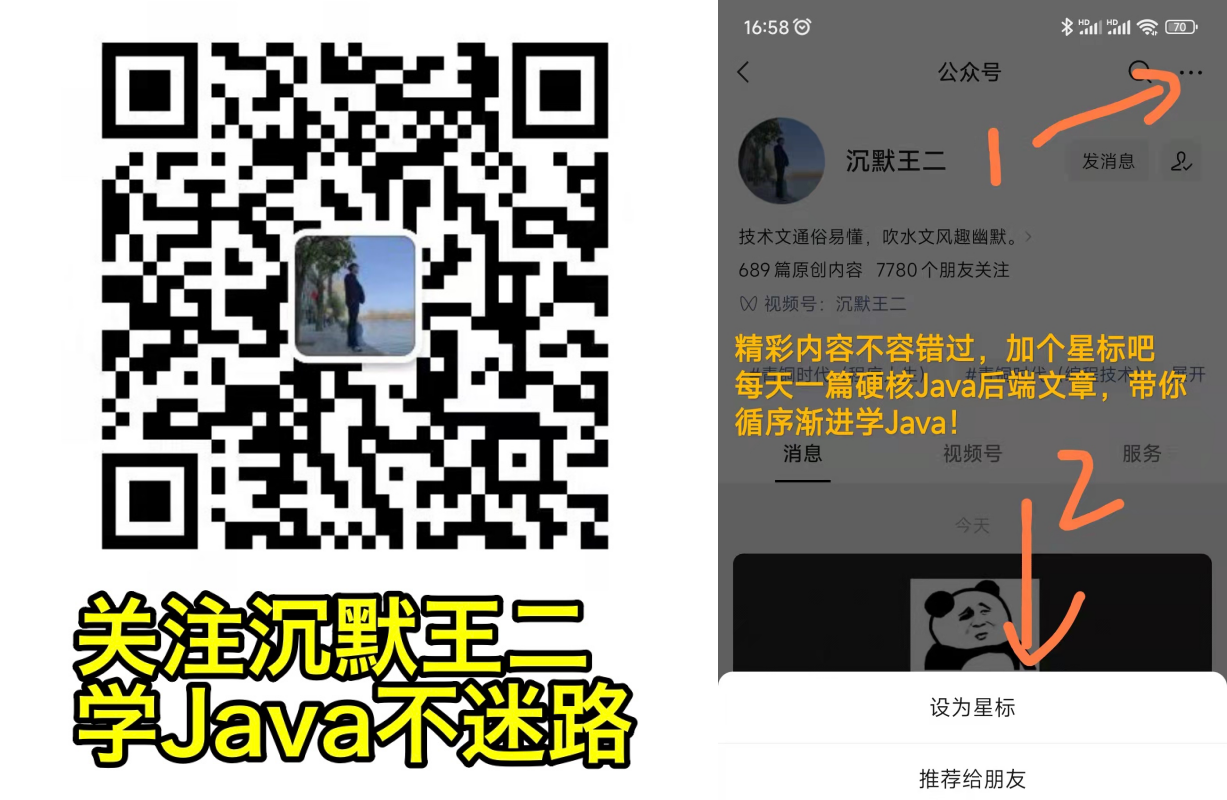 关注沉默王二
学Java不迷路
16:58
HD
HD
70
公众号
1
沉默王二
发消息
技术文通俗易懂，吹水文风趣幽默。
689篇原创内容 7780个朋友关注
视频号：沉默王二
精彩内容不容错过，加个星标吧
每天一篇硬核Java后端文章，带你
循序渐进学Java！
展开
消息 视频号 服务
2
今天
设为星标
推荐给朋友